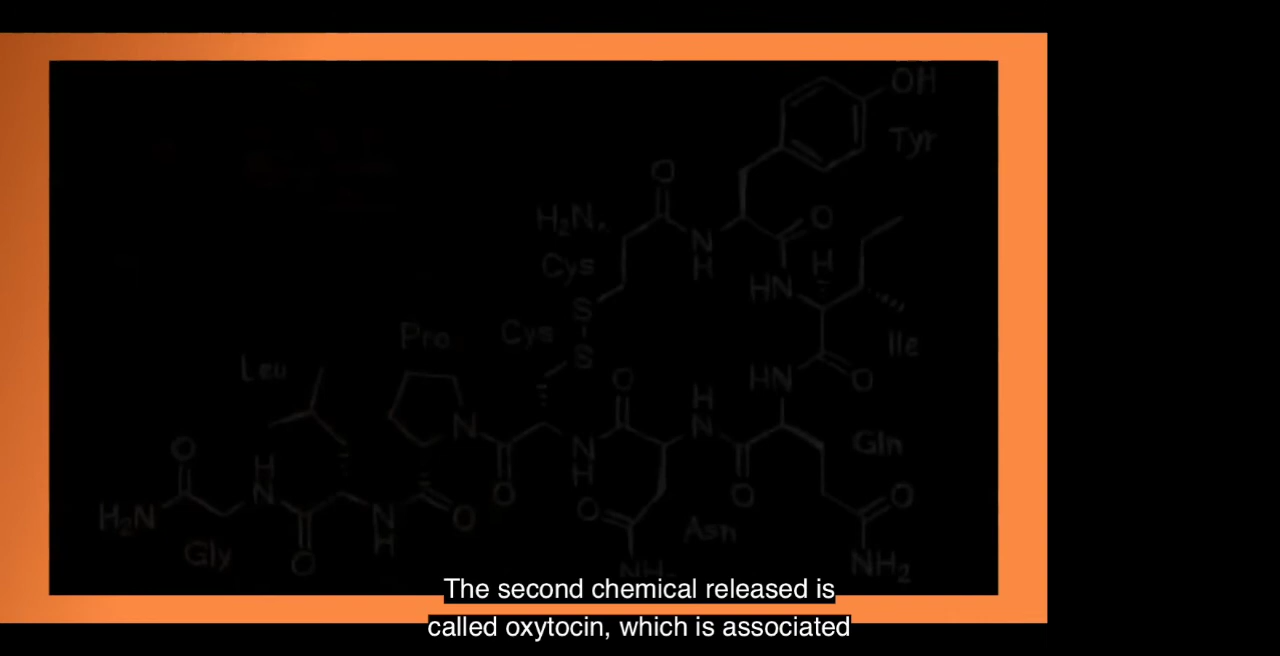 OH
Tyr
O
H₂N
O
N
H
Cys
H
HN
S
Ile
Pro
Cys
S
Leu
O
HN
O
H
N
Gln
N
O
H
N
O
N
H
O
O
O
H₂N
N
H
O
Asn
Gly
O
NH₂
NH
The second chemical released is
called oxytocin, which is associated